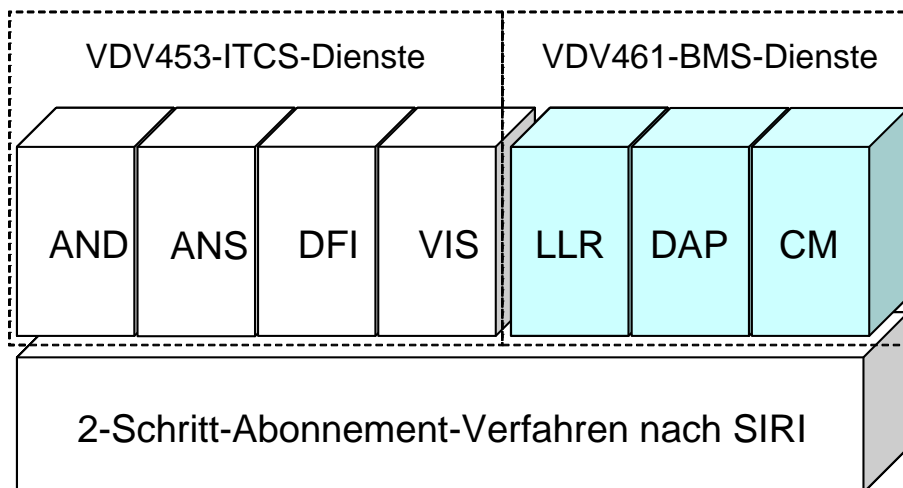 VDV453-ITCS-Dienste
VDV461-BMS-Dienste
AND
ANS
DFI
VIS
LLR
DAP
CM
2-Schritt-Abonnement-Verfahren nach SIRI